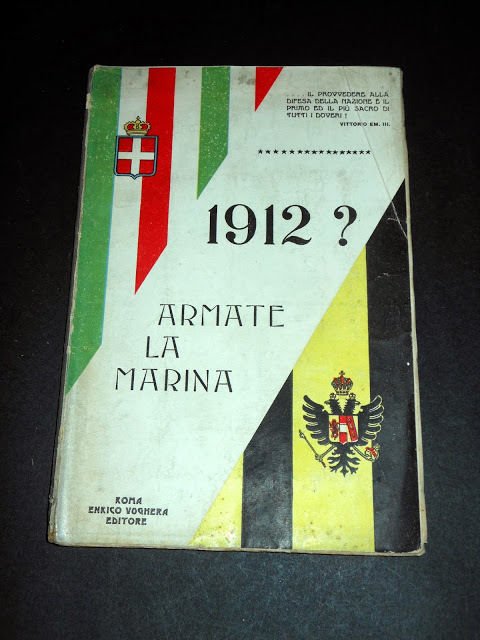 .... IL PROVVEDERE ALLA
DIFESA DELLA NAZIONE È IL
PRIMO ED IL PIÙ SACRO DI
TUTTI I DOVERI!
VITTORIO EM. III.
1912 ?
ARMATE
LA
MARINA
ROMA
ENRICO VOGHERA
EDITORE